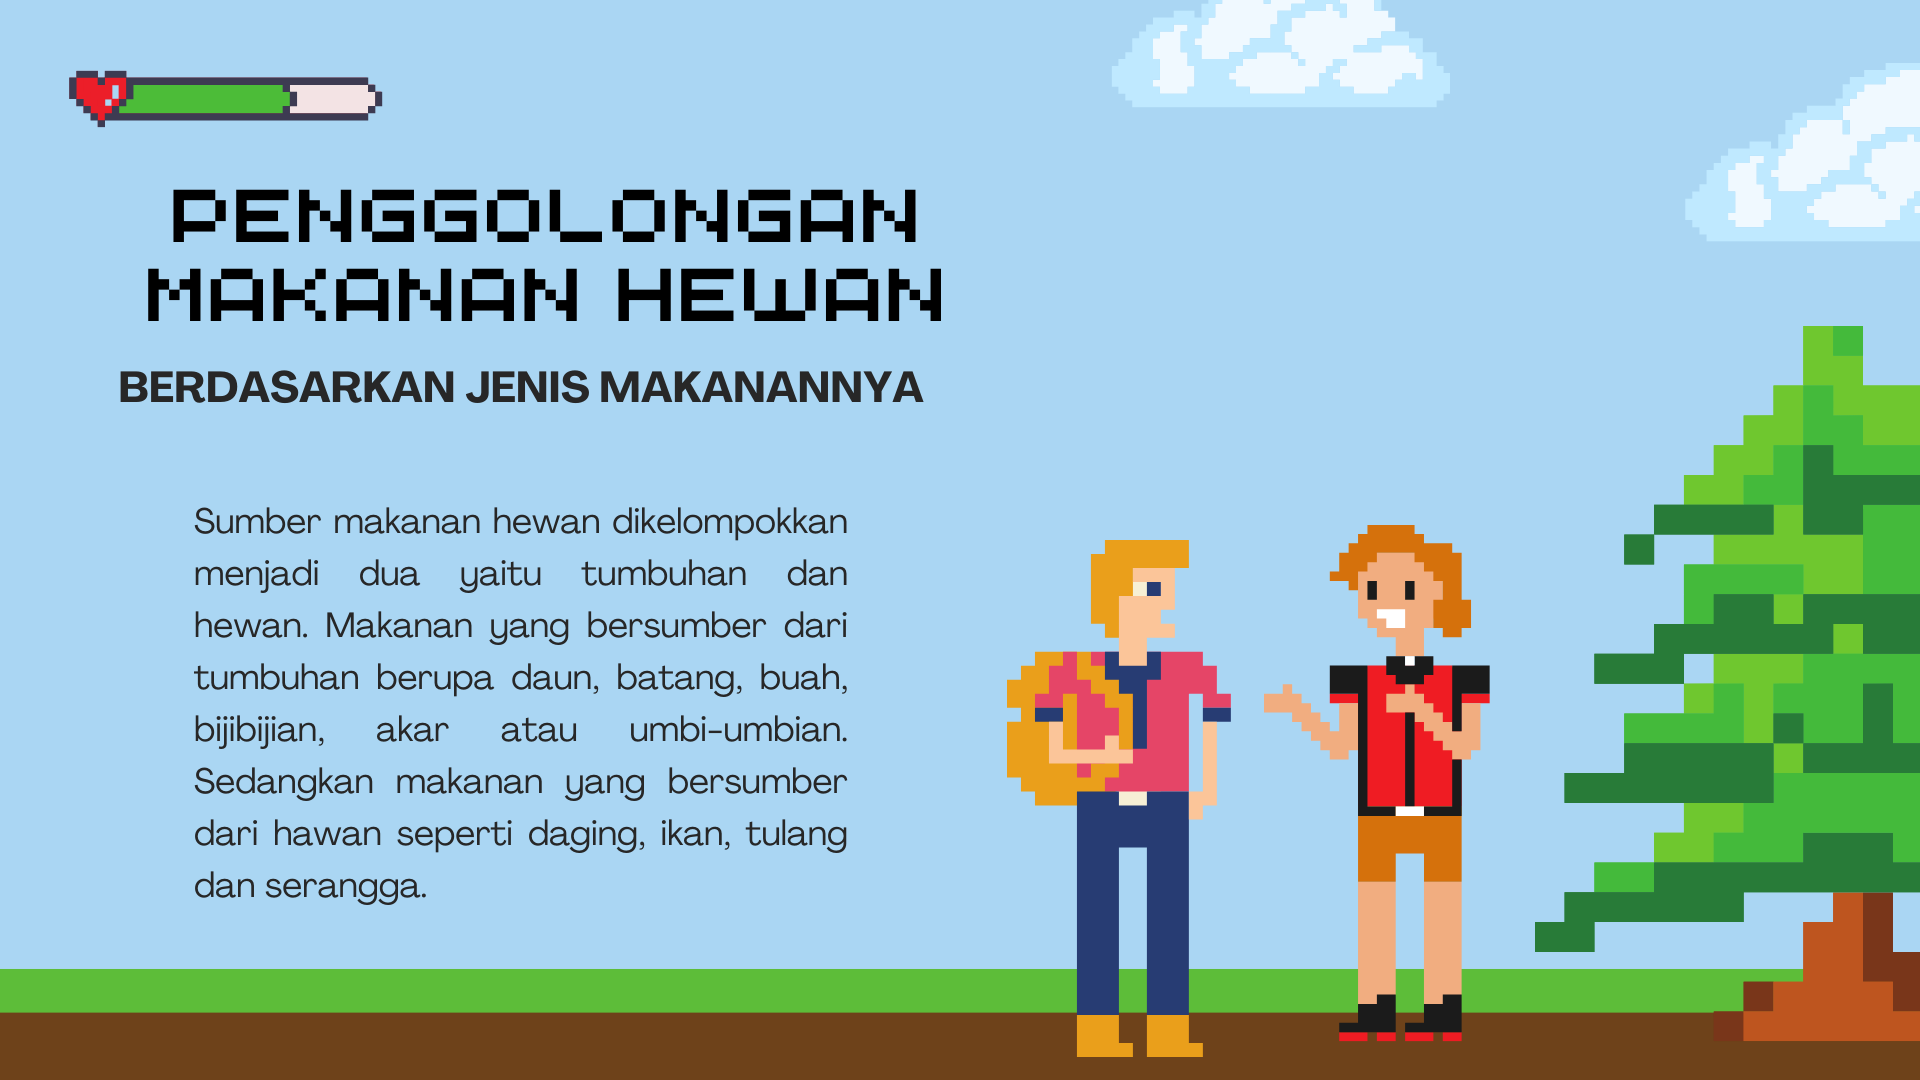 PENGGOLONGAN
MAKANAN HEWAN
BERDASARKAN JENIS MAKANANNYA
Sumber makanan hewan dikelompokkan
menjadi dua yaitu tumbuhan dan
hewan. Makanan yang bersumber dari
tumbuhan berupa daun, batang, buah,
bijibijian, akar atau umbi-umbian.
Sedangkan makanan yang bersumber
dari hawan seperti daging, ikan, tulang
dan serangga.